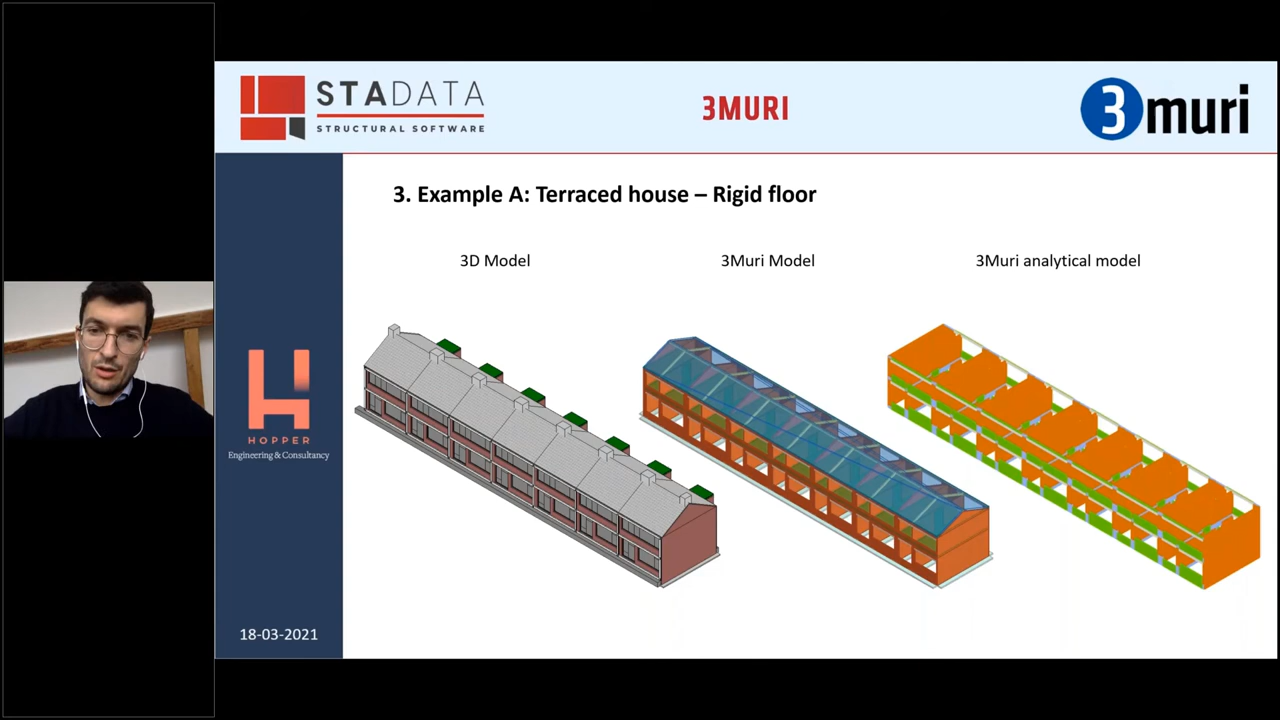 STADATA
STRUCTURAL SOFTWARE
3MURI
3muri
3. Example A: Terraced house – Rigid floor
3D Model
3Muri Model
3Muri analytical model
H
HOPPER
Engineering & Consultancy
18-03-2021